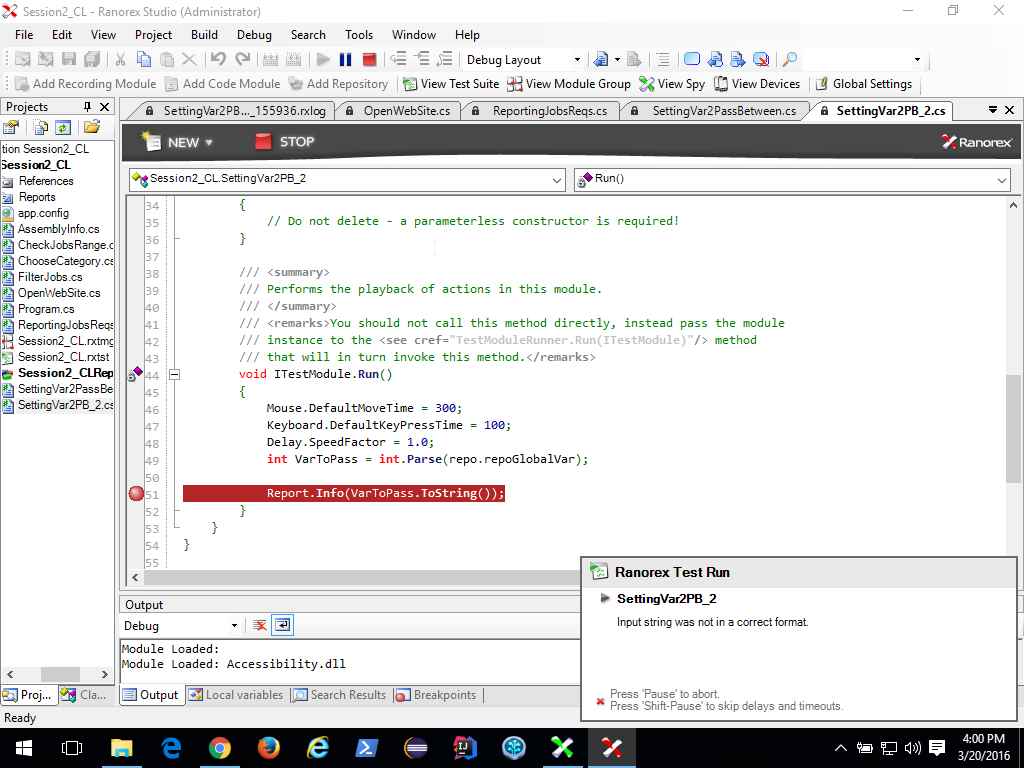 Session2_CL - Ranorex Studio (Administrator)
File Edit View Project Build Debug Search Tools Window Help
Debug Layout
Add Recording Module Add Code Module Add Repository View Test Suite View Module Group View Spy View Devices Global Settings
Projects
SettingVar2PB..._155936.rxlog OpenWebSite.cs ReportingJobsReqs.cs SettingVar2PassBetween.cs SettingVar2PB_2.cs
NEW STOP Ranorex
Session2_CL.SettingVar2PB_2 Run()
tion Session2_CL
Session2_CL
References
Reports
app.config
AssemblyInfo.cs
CheckJobsRange.c
ChooseCategory.cs
FilterJobs.cs
OpenWebSite.cs
Program.cs
ReportingJobsReqs
Session2_CL.rxtmg
Session2_CL.rxtst
Session2_CLRep
SettingVar2PassBe
SettingVar2PB_2.cs
34 {
35 // Do not delete - a parameterless constructor is required!
36 }
37
38 /// <summary>
39 /// Performs the playback of actions in this module.
40 /// </summary>
41 /// <remarks>You should not call this method directly, instead pass the module
42 /// instance to the <see cref="TestModuleRunner.Run(ITestModule)"/> method
43 /// that will in turn invoke this method.</remarks>
44 void ITestModule.Run()
45 {
46 Mouse.DefaultMoveTime = 300;
47 Keyboard.DefaultKeyPressTime = 100;
48 Delay.SpeedFactor = 1.0;
49 int VarToPass = int.Parse(repo.repoGlobalVar);
50
51 Report.Info(VarToPass.ToString());
52 }
53 }
54 }
55
Output
Debug
Module Loaded:
Module Loaded: Accessibility.dll
Ranorex Test Run
SettingVar2PB_2
Input string was not in a correct format.
Press 'Pause' to abort.
Press 'Shift-Pause' to skip delays and timeouts.
Proj... Cla... Output Local variables Search Results Breakpoints
Ready
4:00 PM
3/20/2016